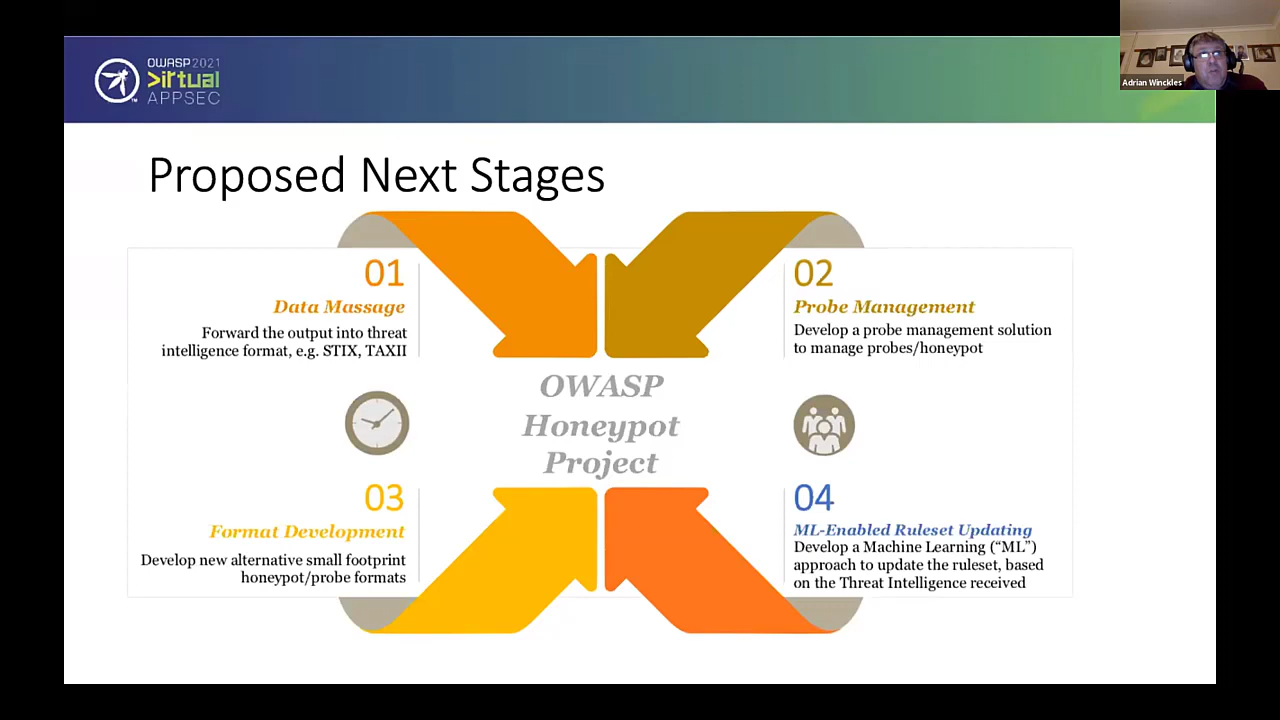 OWASP 2021
Virtual
APPSEC
Adrian Winckles
Proposed Next Stages
01
Data Massage
Forward the output into threat
intelligence format, e.g. STIX, TAXII
02
Probe Management
Develop a probe management solution
to manage probes/honeypot
OWASP
Honeypot
Project
03
Format Development
Develop new alternative small footprint
honeypot/probe formats
04
ML-Enabled Ruleset Updating
Develop a Machine Learning (“ML”)
approach to update the ruleset, based
on the Threat Intelligence received